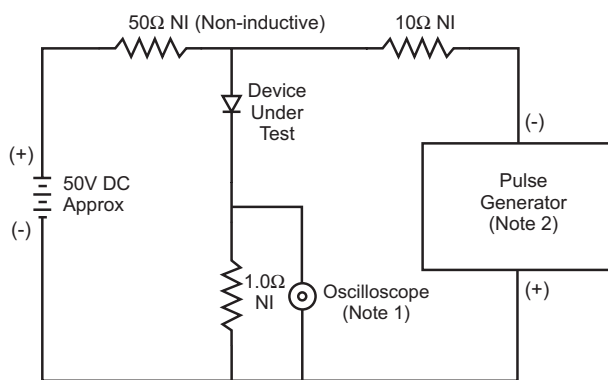 50Ω NI (Non-inductive)
10Ω NI
Device
Under
Test
(-)
(+)
50V DC
Approx
(-)
Pulse
Generator
(Note 2)
1.0Ω
NI
Oscilloscope
(Note 1)
(+)